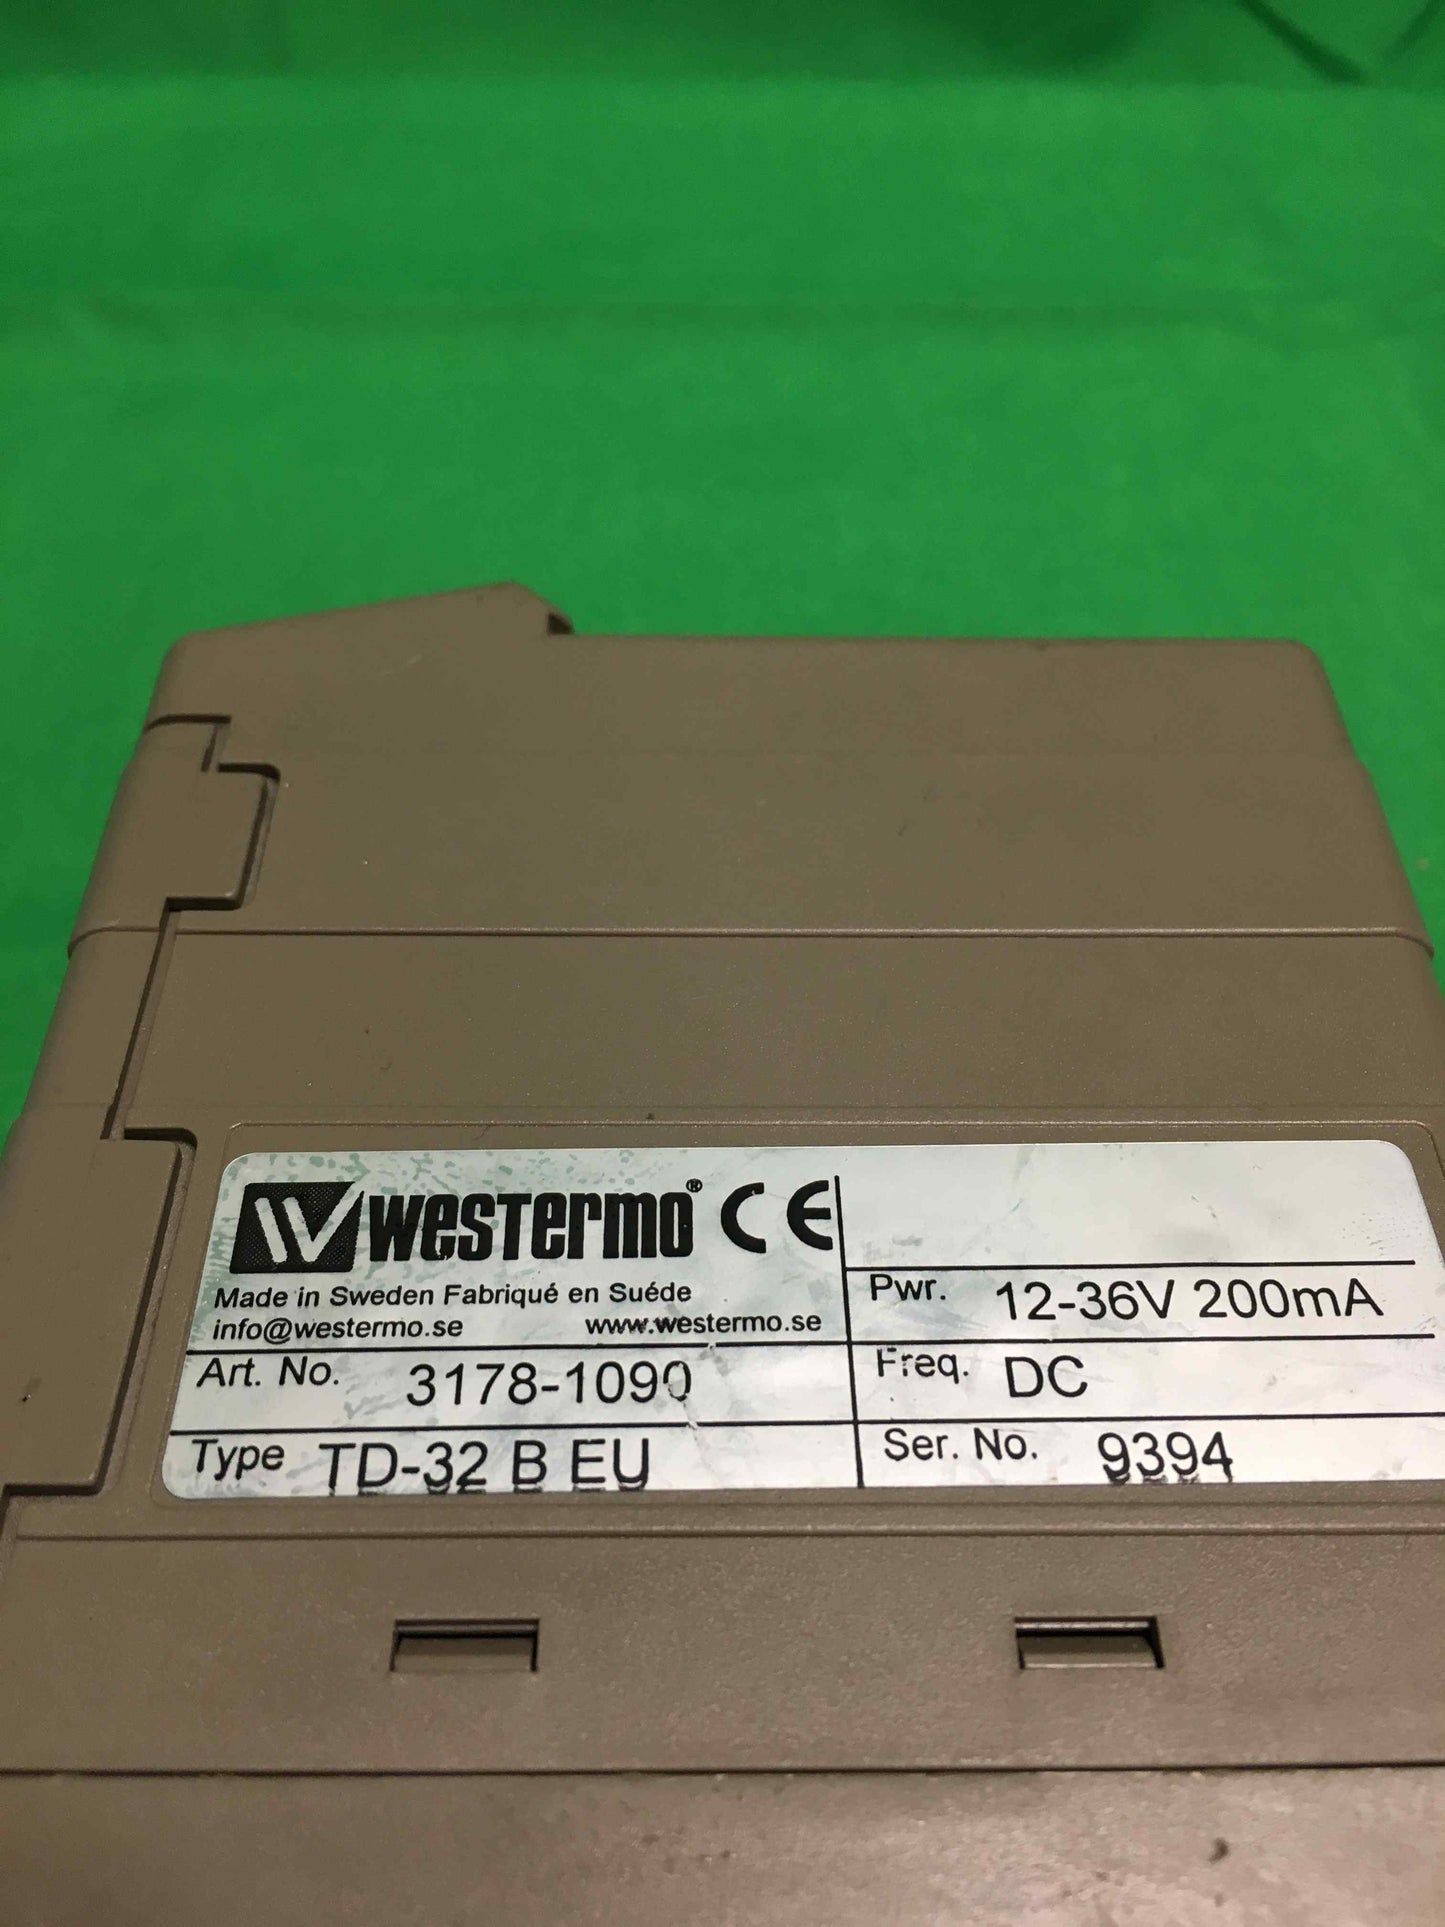 WESTERMO® CE
Made in Sweden Fabriqué en Suéde
info@westermo.se www.westermo.se
Art. No. 3178-1090
Type TD-32 B EU
Pwr. 12-36V 200mA
Freq. DC
Ser. No. 9394